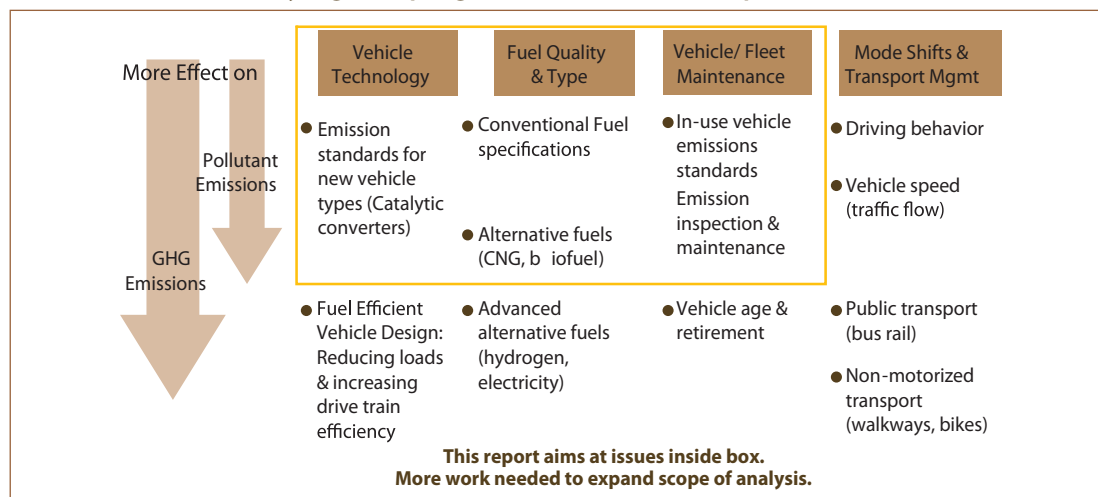 More Effect on
Pollutant
Emissions
GHG
Emissions
Vehicle
Technology
Emission
standards for
new vehicle
types (Catalytic
converters)
Fuel Efficient
Vehicle Design:
Reducing loads
& increasing
drive train
efficiency
Fuel Quality
& Type
Conventional Fuel
specifications
Alternative fuels
(CNG, b iofuel)
Advanced
alternative fuels
(hydrogen,
electricity)
Vehicle/ Fleet
Maintenance
In-use vehicle
emissions
standards
Emission
inspection &
maintenance
Vehicle age &
retirement
Mode Shifts &
Transport Mgmt
Driving behavior
Vehicle speed
(traffic flow)
Public transport
(bus rail)
Non-motorized
transport
(walkways, bikes)
This report aims at issues inside box.
More work needed to expand scope of analysis.